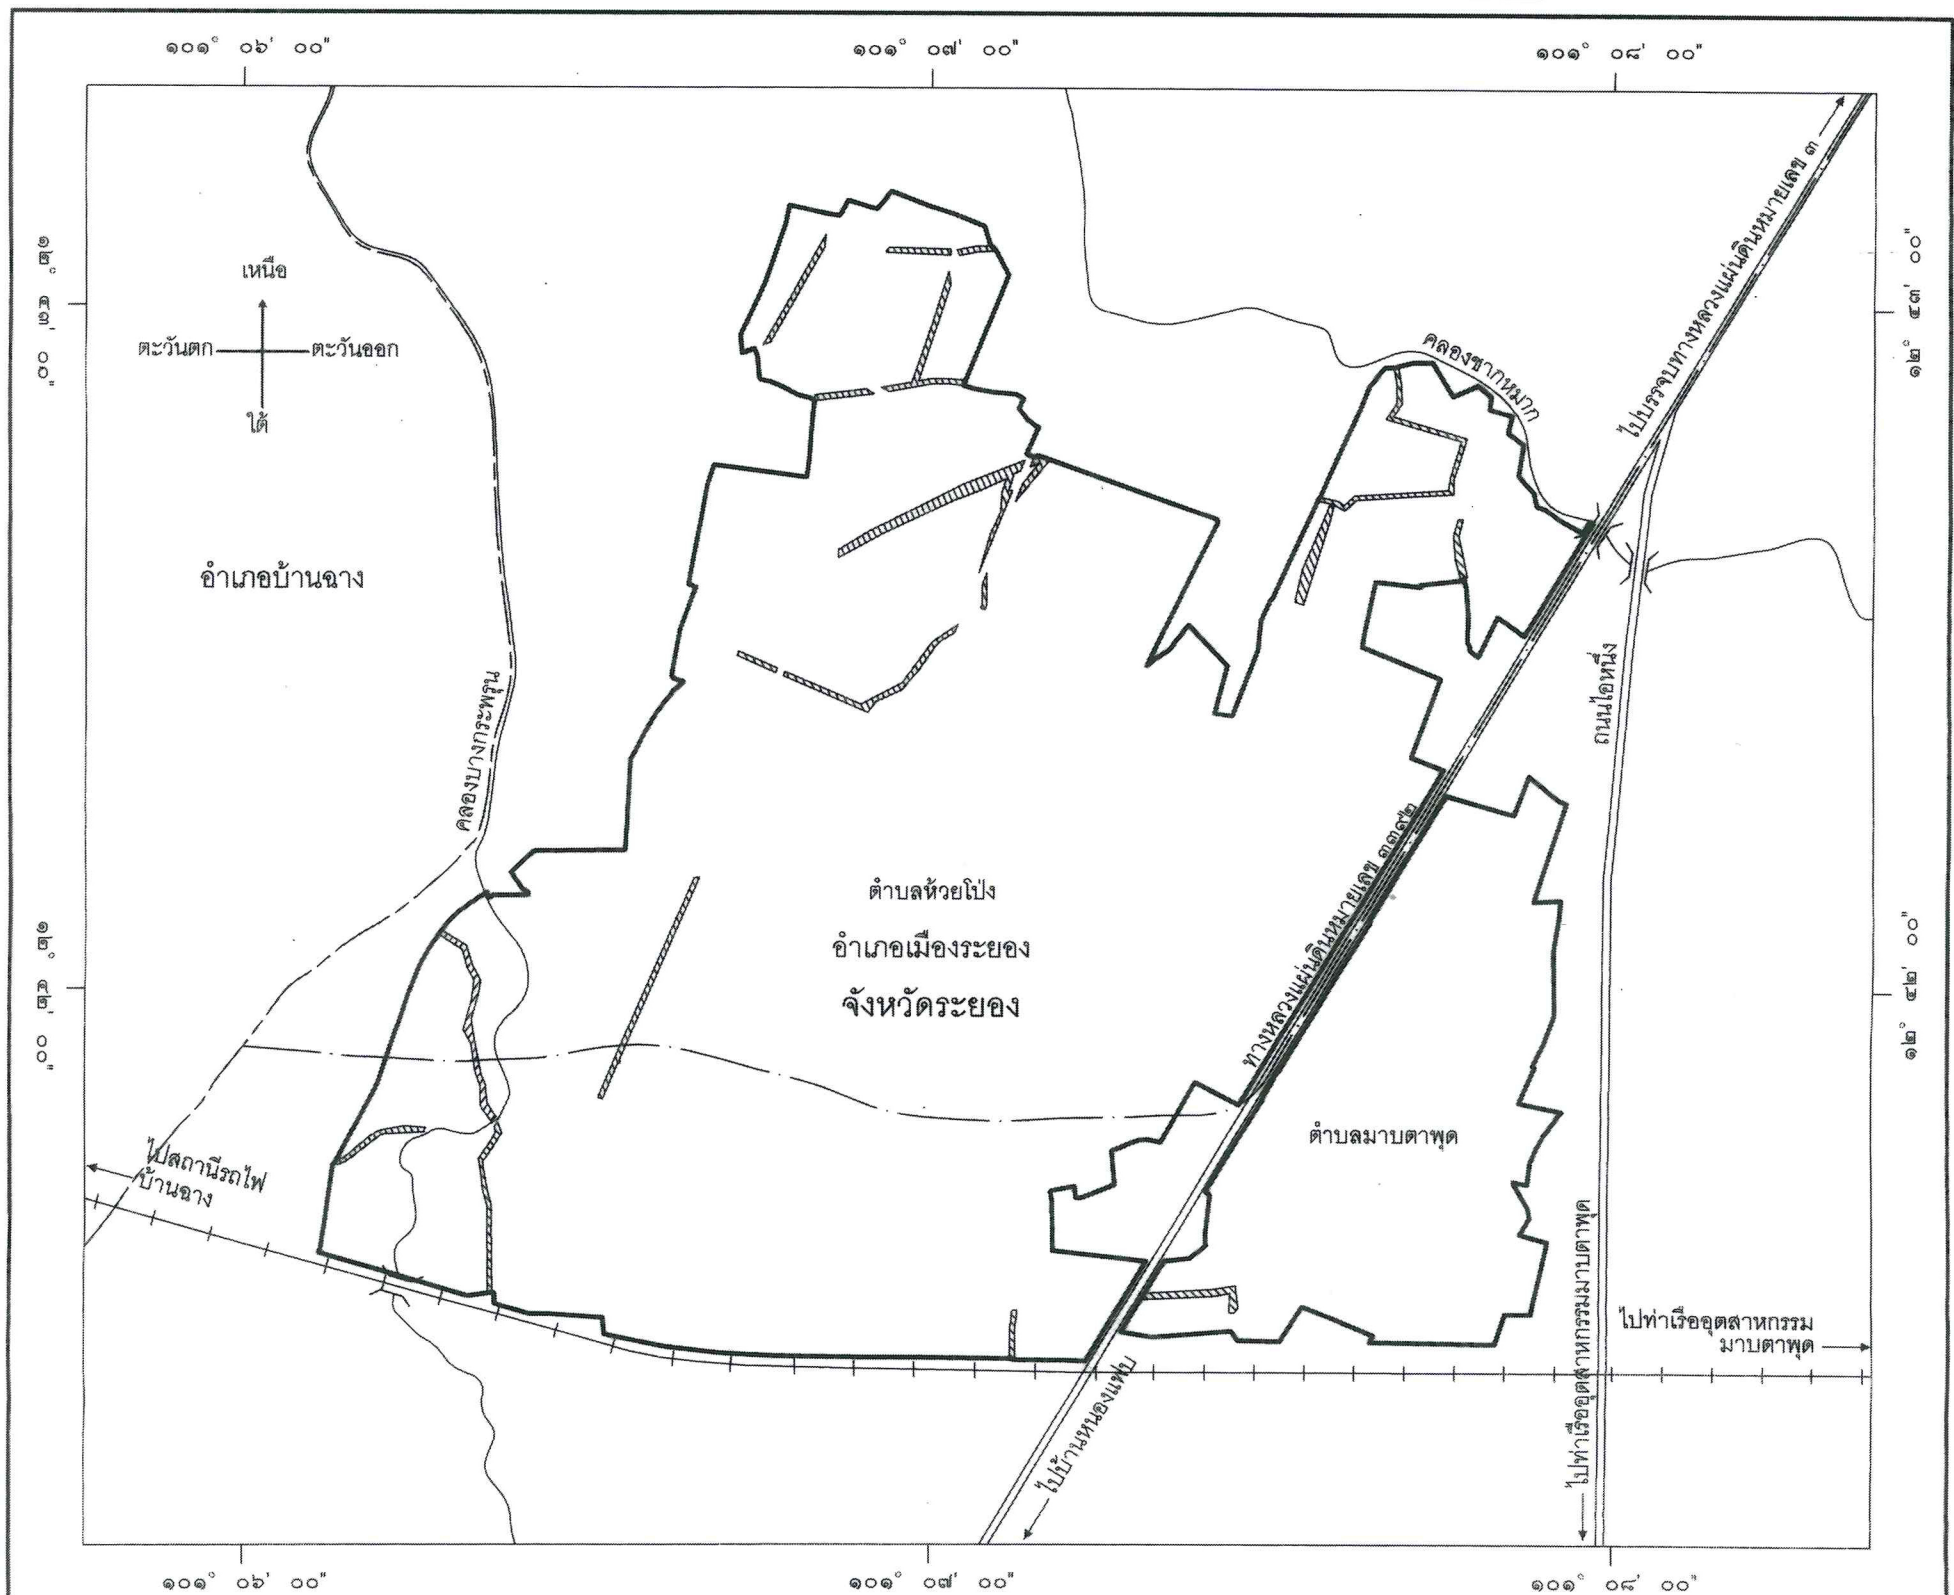 ๑๐๑° ๐๖' ๐๐"
๑๐๑° ๐๗' ๐๐"
๑๐๑° ๐๘' ๐๐"
๑๒° ๔๓' ๐๐"
๑๒° ๔๓' ๐๐"
เหนือ
ตะวันตก
ตะวันออก
ใต้
ไปบรรจบทางหลวงแผ่นดินหมายเลข ๓
คลองชากหมาก
อำเภอบ้านฉาง
คลองบางกระพรุน
ถนนไอหนึ่ง
ทางหลวงแผ่นดินหมายเลข ๓๓๙๒
ตำบลห้วยโป่ง
อำเภอเมืองระยอง
จังหวัดระยอง
๑๒° ๔๒' ๐๐"
๑๒° ๔๒' ๐๐"
ตำบลมาบตาพุด
ไปสถานีรถไฟ
บ้านฉาง
ไปท่าเรืออุตสาหกรรมมาบตาพุด
ไปท่าเรืออุตสาหกรรม
มาบตาพุด
ไปบ้านหนองแฟบ
๑๐๑° ๐๖' ๐๐"
๑๐๑° ๐๗' ๐๐"
๑๐๑° ๐๘' ๐๐"